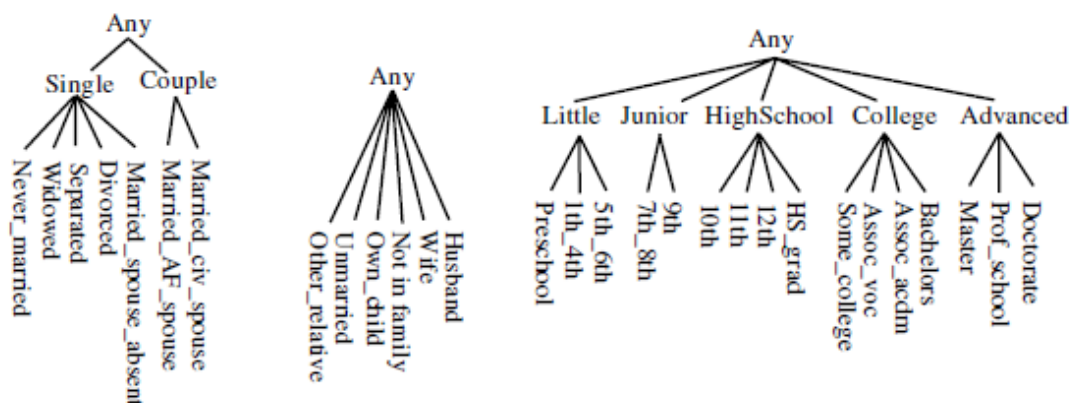 Any
Single
Couple
Never_married
Widowed
Separated
Divorced
Married_spouse_absent
Married_AF_spouse
Married_civ_spouse
Any
Other_relative
Unmarried
Own_child
Not in family
Wife
Husband
Any
Little
Junior
HighSchool
College
Advanced
Preschool
1th_4th
5th_6th
7th_8th
9th
10th
11th
12th
HS_grad
Some_college
Assoc_voc
Assoc_acdm
Bachelors
Master
Prof_school
Doctorate